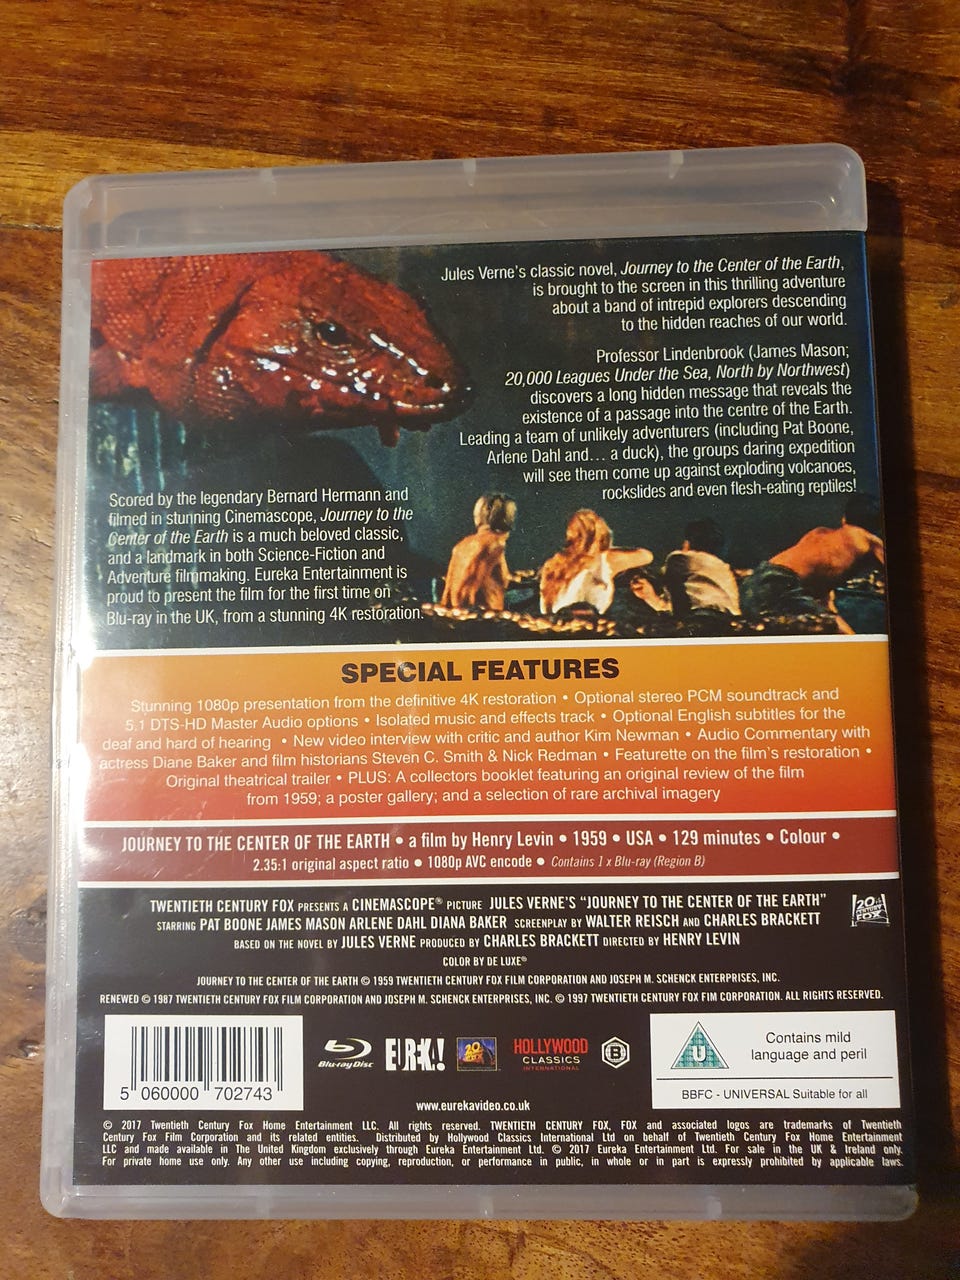 Jules Verne's classic novel, Journey to the Center of the Earth,
is brought to the screen in this thrilling adventure
about a band of intrepid explorers descending
to the hidden reaches of our world.
Professor Lindenbrook (James Mason;
20,000 Leagues Under the Sea, North by Northwest)
discovers a long hidden message that reveals the
existence of a passage into the centre of the Earth.
Leading a team of unlikely adventurers (including Pat Boone,
Arlene Dahl and... a duck), the groups daring expedition
will see them come up against exploding volcanoes,
rockslides and even flesh-eating reptiles!
Scored by the legendary Bernard Hermann and
filmed in stunning Cinemascope, Journey to the
Center of the Earth is a much beloved classic,
and a landmark in both Science-Fiction and
Adventure filmmaking. Eureka Entertainment is
proud to present the film for the first time on
Blu-ray in the UK, from a stunning 4K restoration.
SPECIAL FEATURES
Stunning 1080p presentation from the definitive 4K restoration • Optional stereo PCM soundtrack and
5.1 DTS-HD Master Audio options • Isolated music and effects track • Optional English subtitles for the
deaf and hard of hearing • New video interview with critic and author Kim Newman • Audio Commentary with
actress Diane Baker and film historians Steven C. Smith & Nick Redman • Featurette on the film's restoration •
Original theatrical trailer • PLUS: A collectors booklet featuring an original review of the film
from 1959; a poster gallery; and a selection of rare archival imagery
JOURNEY TO THE CENTER OF THE EARTH • a film by Henry Levin • 1959 • USA • 129 minutes • Colour •
2.35:1 original aspect ratio • 1080p AVC encode • Contains 1 x Blu-ray (Region B)
TWENTIETH CENTURY FOX PRESENTS A CINEMASCOPE® PICTURE JULES VERNE'S "JOURNEY TO THE CENTER OF THE EARTH"
STARRING PAT BOONE JAMES MASON ARLENE DAHL DIANA BAKER SCREENPLAY BY WALTER REISCH AND CHARLES BRACKETT
BASED ON THE NOVEL BY JULES VERNE PRODUCED BY CHARLES BRACKETT DIRECTED BY HENRY LEVIN
COLOR BY DE LUXE®
20th
CENTURY
FOX
JOURNEY TO THE CENTER OF THE EARTH © 1959 TWENTIETH CENTURY FOX FILM CORPORATION AND JOSEPH M. SCHENCK ENTERPRISES, INC.
RENEWED © 1987 TWENTIETH CENTURY FOX FILM CORPORATION AND JOSEPH M. SCHENCK ENTERPRISES, INC. © 1997 TWENTIETH CENTURY FOX FIM CORPORATION. ALL RIGHTS RESERVED.
5 060000 702743
Blu-ray Disc
EUREKA!
HOLLYWOOD
CLASSICS
INTERNATIONAL
B
U
Contains mild
language and peril
BBFC - UNIVERSAL Suitable for all
www.eurekavideo.co.uk
© 2017 Twentieth Century Fox Home Entertainment LLC. All rights reserved. TWENTIETH CENTURY FOX, FOX and associated logos are trademarks of Twentieth
Century Fox Film Corporation and its related entities. Distributed by Hollywood Classics International Ltd on behalf of Twentieth Century Fox Home Entertainment
LLC and made available in The United Kingdom exclusively through Eureka Entertainment Ltd. © 2017 Eureka Entertainment Ltd. For sale in the UK & Ireland only.
For private home use only. Any other use including copying, reproduction, or performance in public, in whole or in part is expressly prohibited by applicable laws.